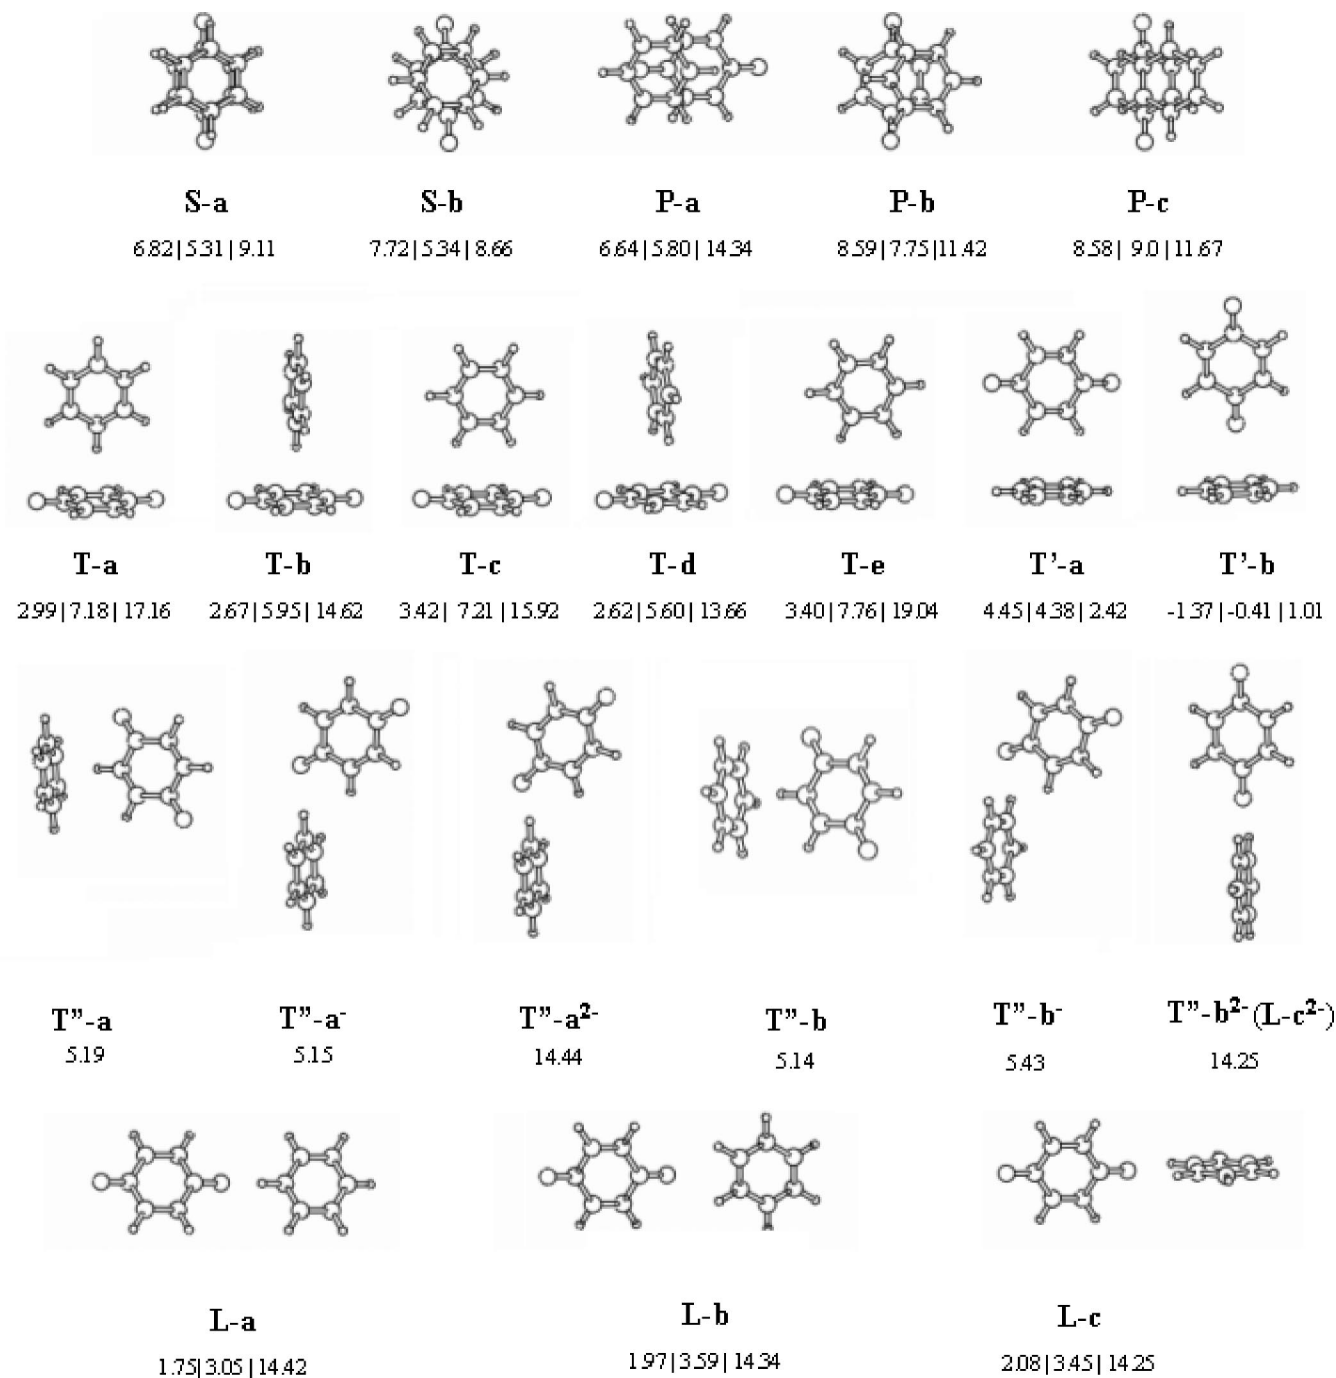 S-a S-b P-a P-b P-c
6.82|5.31|9.11 7.72|5.34|8.66 6.64|5.80|14.34 8.59|7.75|11.42 8.58| 9.0|11.67
T-a T-b T-c T-d T-e T'-a T'-b
2.99|7.18|17.16 2.67|5.95|14.62 3.42| 7.21|15.92 2.62|5.60|13.66 3.40|7.76|19.04 4.45|4.38|2.42 -1.37|-0.41|1.01
T"-a T"-a⁻ T"-a²⁻ T"-b T"-b⁻ T"-b²⁻(L-c²⁻)
5.19 5.15 14.44 5.14 5.43 14.25
L-a L-b L-c
1.75|3.05|14.42 1.97|3.59|14.34 2.08|3.45|14.25